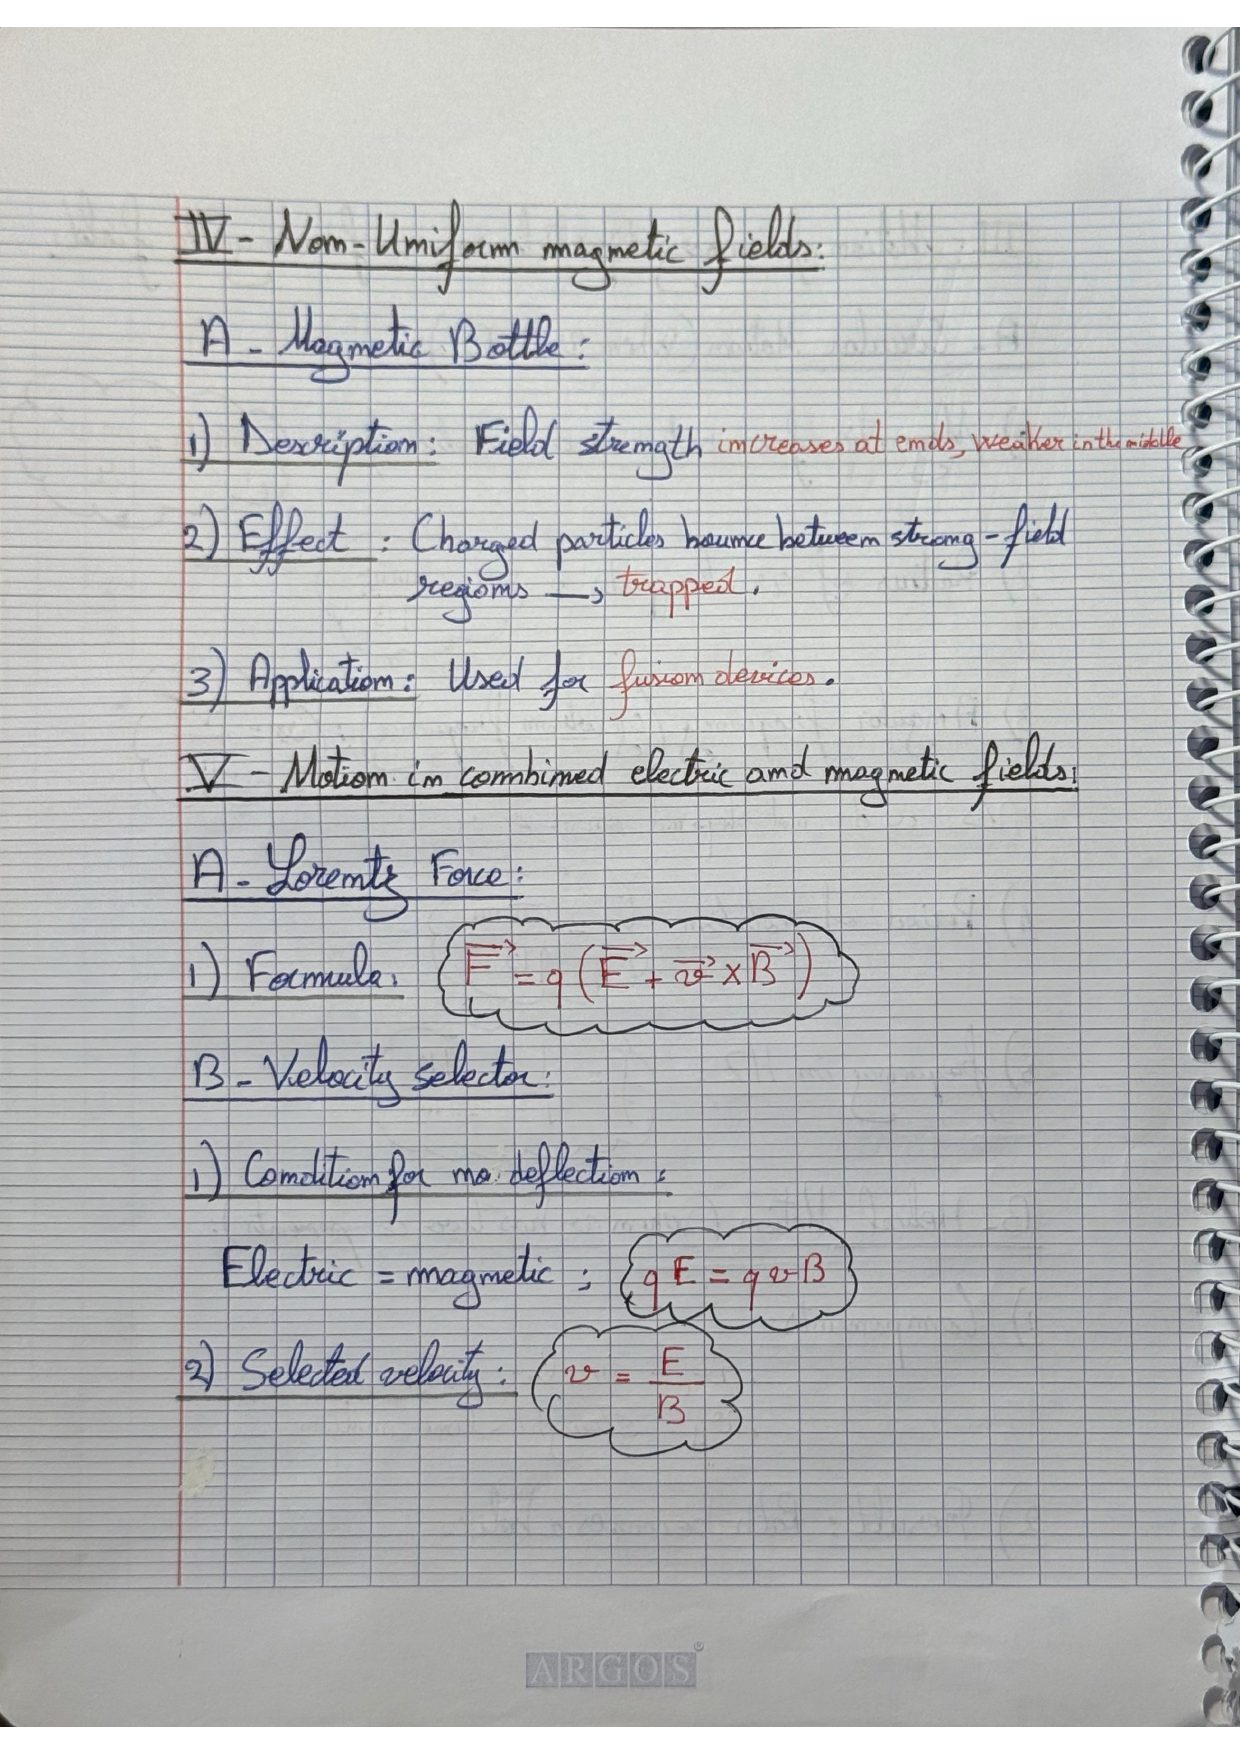 IV - Non-Uniform magnetic fields:
A - Magnetic Bottle:
1) Description: Field strength increases at ends, weaker in the middle
2) Effect : Charged particles bounce between strong-field
regions → trapped.
3) Application: Used for fusion devices.
V - Motion in combined electric and magnetic fields:
A - Lorentz Force:
1) Formula: F⃗ = q (E⃗ + v⃗ × B⃗)
B - Velocity selector:
1) Condition for no deflection :
Electric = magnetic : qE = qvB
2) Selected velocity : v = E/B
ARGOS®